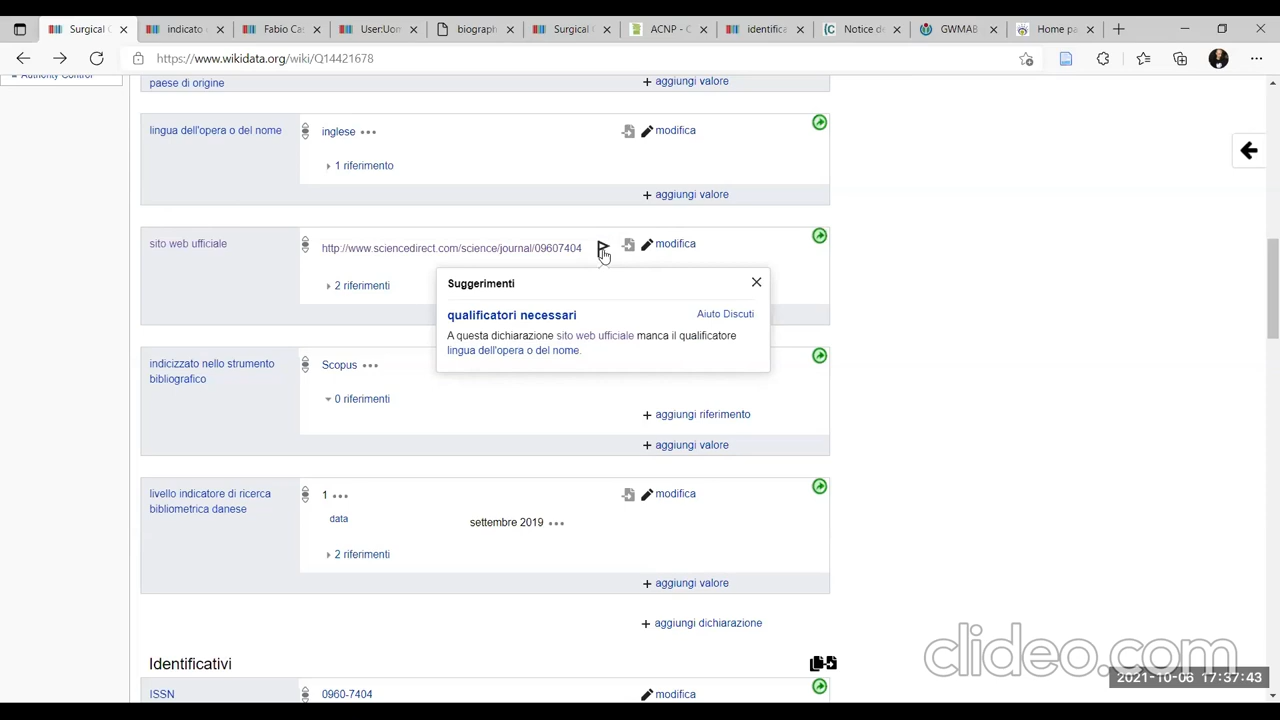 Surgical
indicato
Fabio Ca
User:Uom
biograph
Surgical
ACNP - C
identifica
Notice de
GWMAB
Home pa
https://www.wikidata.org/wiki/Q14421678
Authority Control
paese di origine
+ aggiungi valore
lingua dell'opera o del nome
inglese
modifica
1 riferimento
+ aggiungi valore
sito web ufficiale
http://www.sciencedirect.com/science/journal/09607404
modifica
2 riferimenti
Suggerimenti
qualificatori necessari
Aiuto Discuti
A questa dichiarazione sito web ufficiale manca il qualificatore
lingua dell'opera o del nome.
indicizzato nello strumento
bibliografico
Scopus
0 riferimenti
+ aggiungi riferimento
+ aggiungi valore
livello indicatore di ricerca
bibliometrica danese
1
modifica
data
settembre 2019
2 riferimenti
+ aggiungi valore
+ aggiungi dichiarazione
Identificativi
ISSN
0960-7404
modifica
clideo.com
2021-10-06 17:37:43